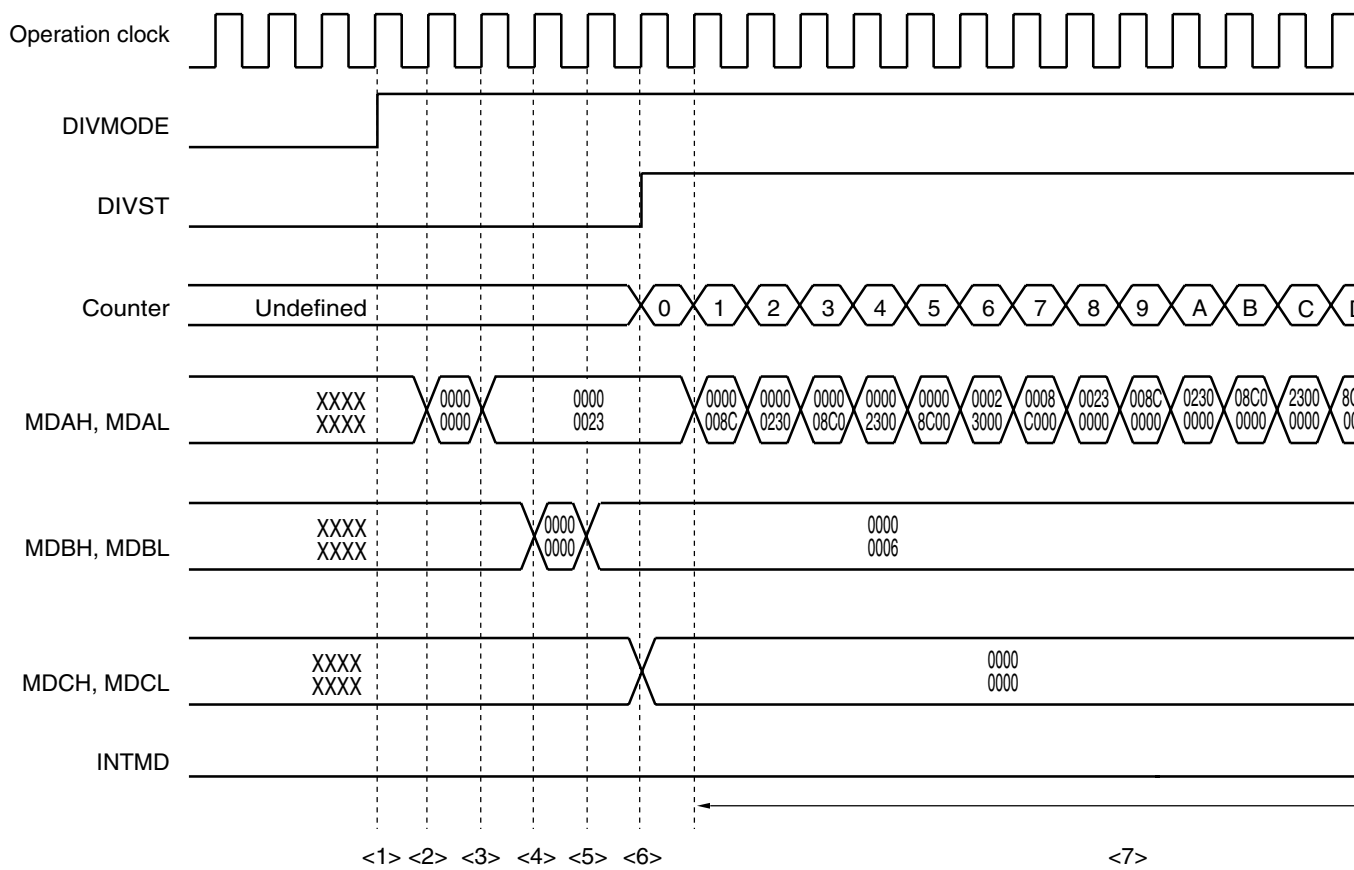 Operation clock
DIVMODE
DIVST
Counter
Undefined
0
1
2
3
4
5
6
7
8
9
A
B
C
MDAH, MDAL
XXXX
XXXX
0000
0000
0000
0023
0000
008C
0000
0230
0000
08C0
0000
2300
0000
8C00
0002
3000
0008
C000
0023
0000
008C
0000
0230
0000
08C0
0000
2300
0000
MDBH, MDBL
XXXX
XXXX
0000
0000
0000
0006
MDCH, MDCL
XXXX
XXXX
0000
0000
INTMD
<1> <2> <3> <4> <5> <6> <7>